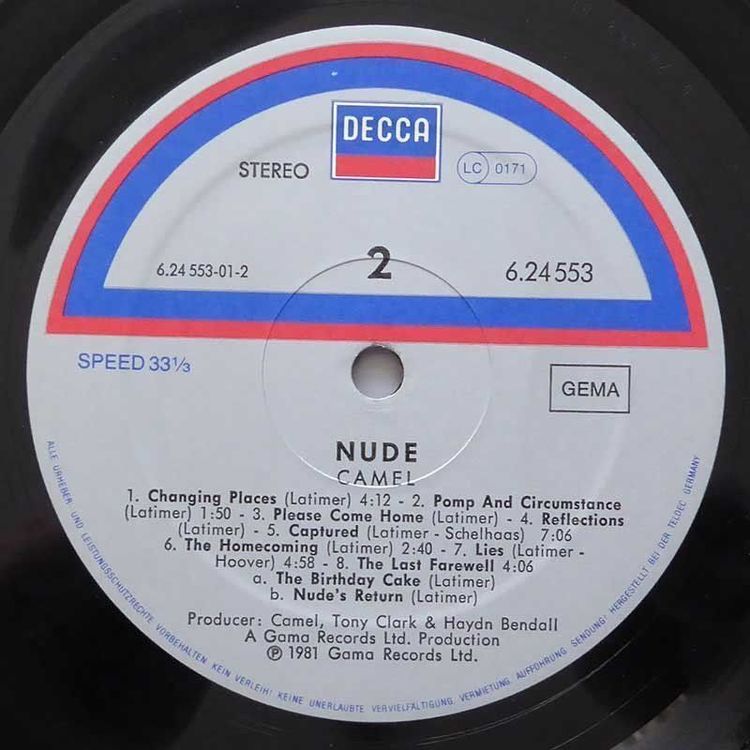 DECCA
STEREO
LC 0171
6.24 553-01-2
2
6.24553
SPEED 33⅓
GEMA
NUDE
CAMEL
1. Changing Places (Latimer) 4:12 - 2. Pomp And Circumstance
(Latimer) 1:50 - 3. Please Come Home (Latimer) - 4. Reflections
(Latimer) - 5. Captured (Latimer - Schelhaas) 7:06
6. The Homecoming (Latimer) 2:40 - 7. Lies (Latimer -
Hoover) 4:58 - 8. The Last Farewell 4:06
a. The Birthday Cake (Latimer)
b. Nude's Return (Latimer)
Producer: Camel, Tony Clark & Haydn Bendall
A Gama Records Ltd. Production
℗ 1981 Gama Records Ltd.
ALLE URHEBER- UND LEISTUNGSSCHUTZRECHTE VORBEHALTEN. KEIN VERLEIH! KEINE UNERLAUBTE VERVIELFÄLTIGUNG, VERMIETUNG, AUFFÜHRUNG, SENDUNG! HERGESTELLT BEI DER TELDEC GERMANY